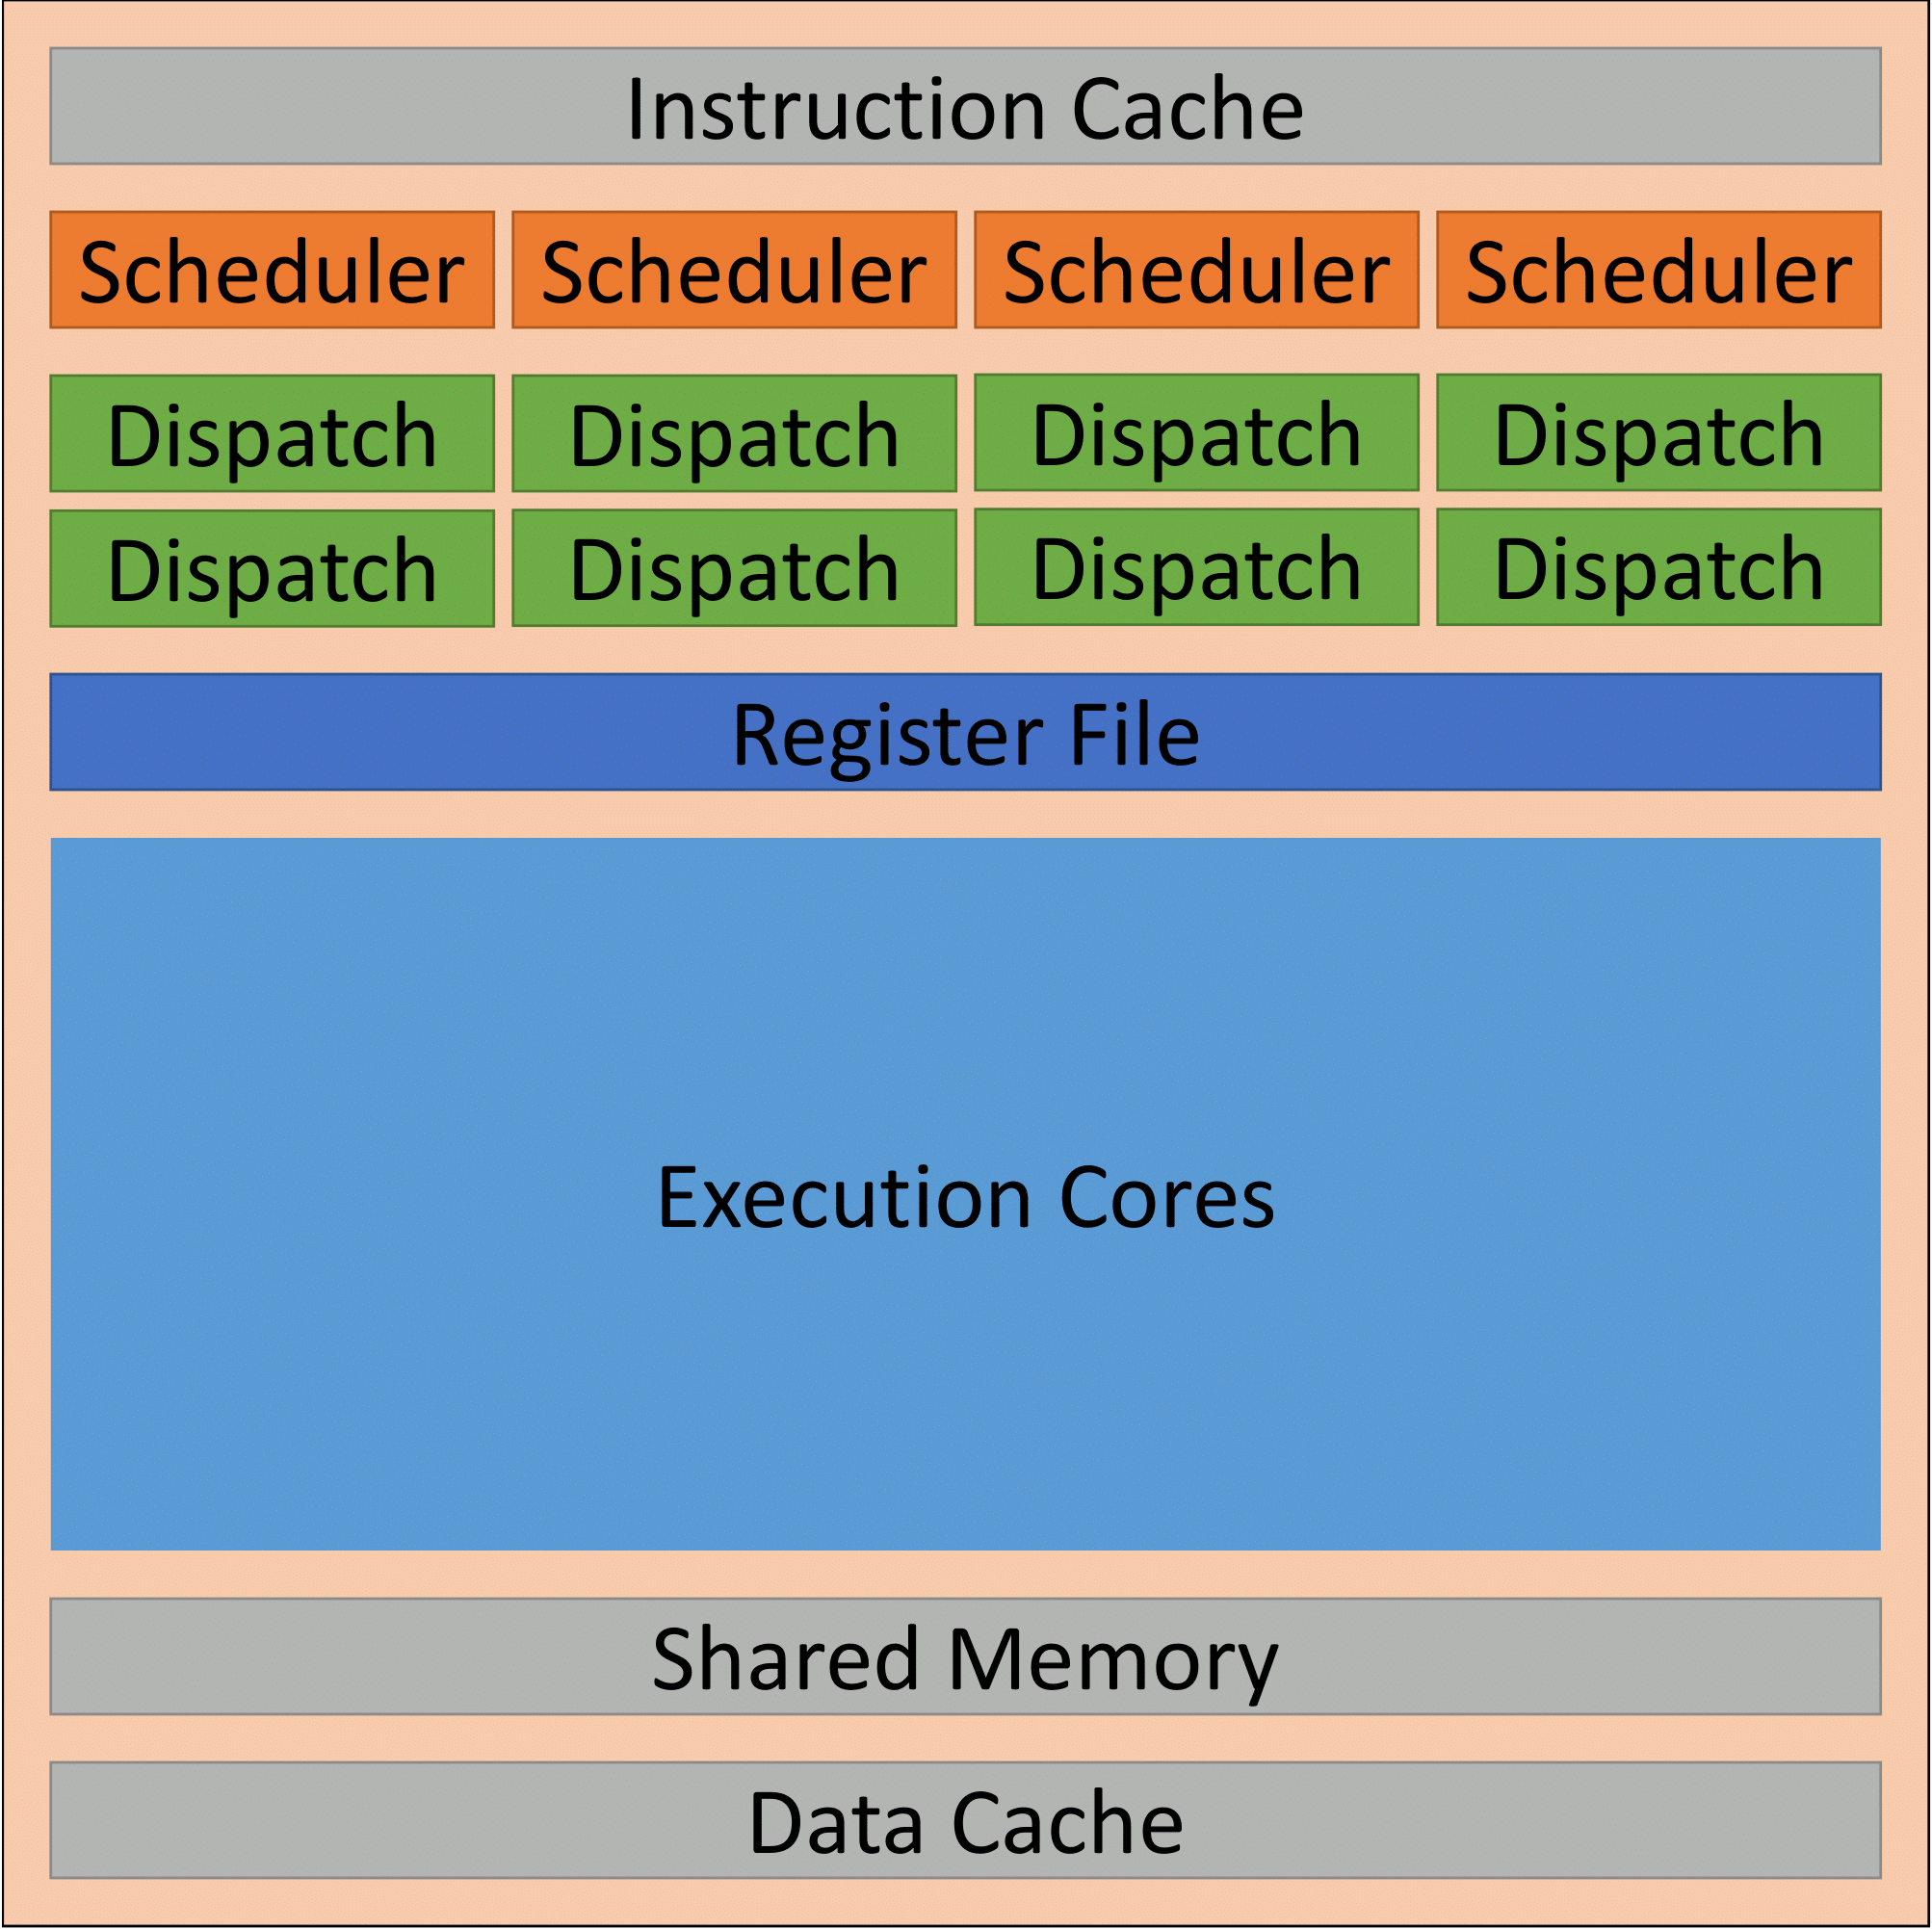 Instruction Cache
Scheduler Scheduler Scheduler Scheduler
Dispatch Dispatch Dispatch Dispatch
Dispatch Dispatch Dispatch Dispatch
Register File
Execution Cores
Shared Memory
Data Cache